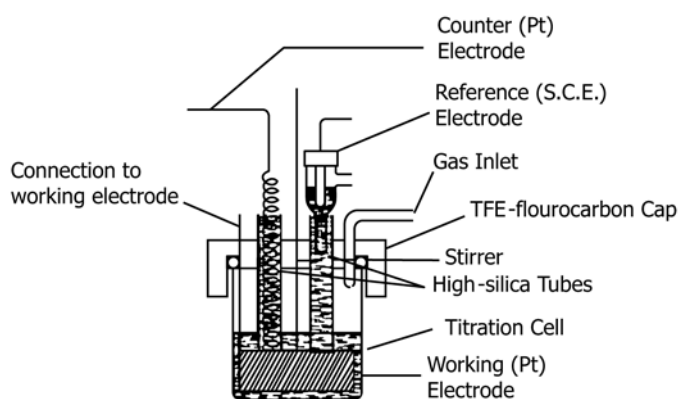 Counter (Pt)
Electrode
Reference (S.C.E.)
Electrode
Connection to
working electrode
Gas Inlet
TFE-flourocarbon Cap
Stirrer
High-silica Tubes
Titration Cell
Working (Pt)
Electrode